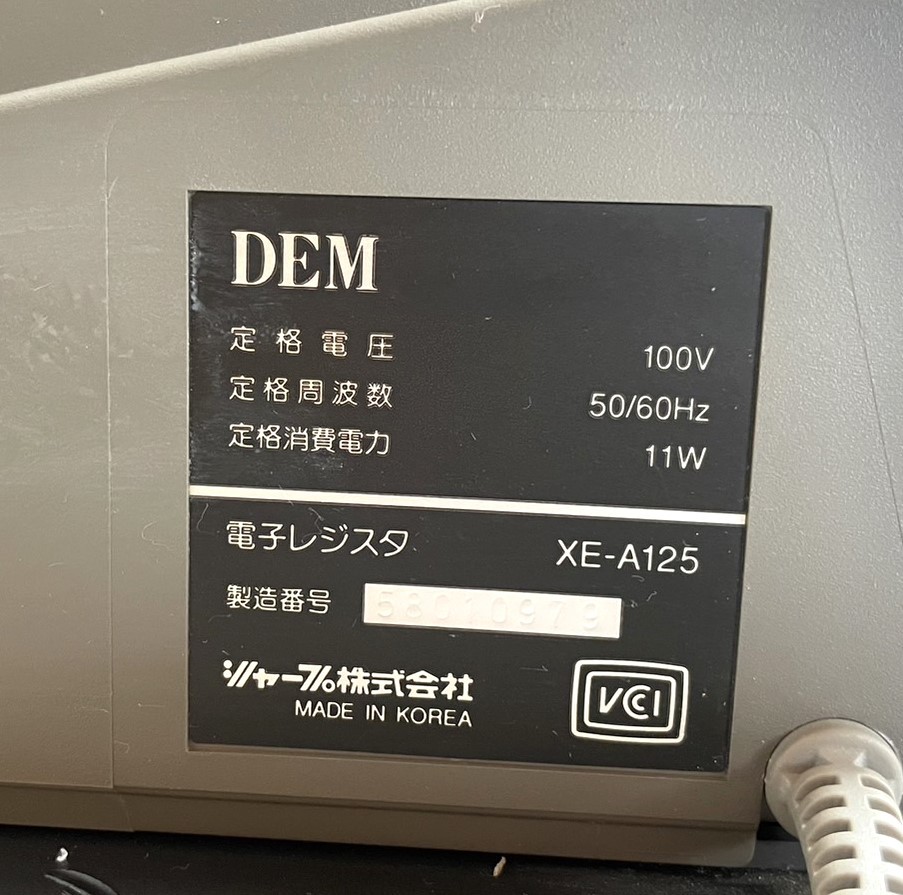 DEM
定格電圧 100V
定格周波数 50/60Hz
定格消費電力 11W
電子レジスタ XE-A125
製造番号 58010979
シャープ株式会社
MADE IN KOREA
VCCI